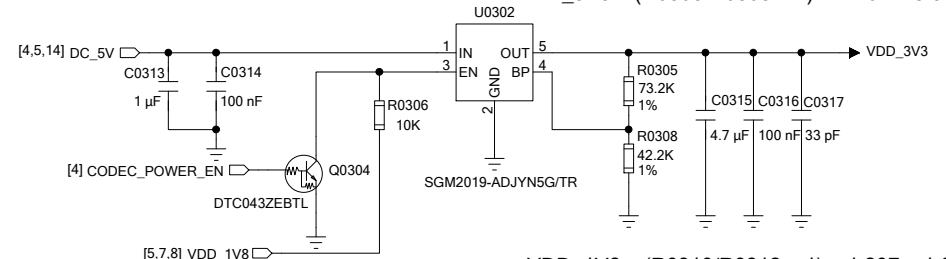 U0302
[4,5,14] DC_5V
1 IN
OUT 5
VDD_3V3
3 EN
BP 4
GND
2
C0313
1 µF
C0314
100 nF
R0306
10K
R0305
73.2K
1%
R0308
42.2K
1%
C0315
4.7 µF
C0316
100 nF
C0317
33 pF
[4] CODEC_POWER_EN
Q0304
DTC043ZEBTL
SGM2019-ADJYN5G/TR
[5,7,8] VDD_1V8